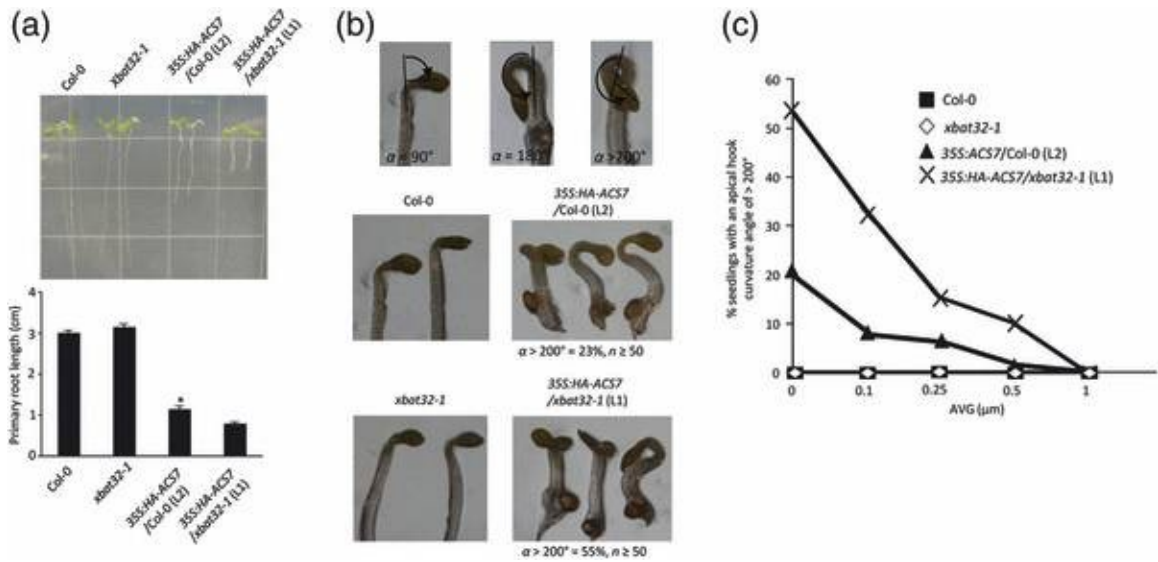 (a)
Col-0
Xbat32-1
35S:HA-ACS7
/Col-0 (L2)
35S:HA-ACS7
/xbat32-1 (L1)
Primary root length (cm)
4
3
2
1
0
*
Col-0
xbat32-1
35S:HA-ACS7
/Col-0 (L2)
35S:HA-ACS7
/xbat32-1 (L1)
(b)
α = 90°
α = 180°
α >200°
Col-0
35S:HA-ACS7
/Col-0 (L2)
α > 200° = 23%, n ≥ 50
xbat32-1
35S:HA-ACS7
/xbat32-1 (L1)
α > 200° = 55%, n ≥ 50
(c)
% seedlings with an apical hook
curvature angle of > 200°
60
50
40
30
20
10
0
0
0.1
0.25
0.5
1
AVG (μm)
Col-0
xbat32-1
35S:ACS7/Col-0 (L2)
35S:HA-ACS7/xbat32-1 (L1)